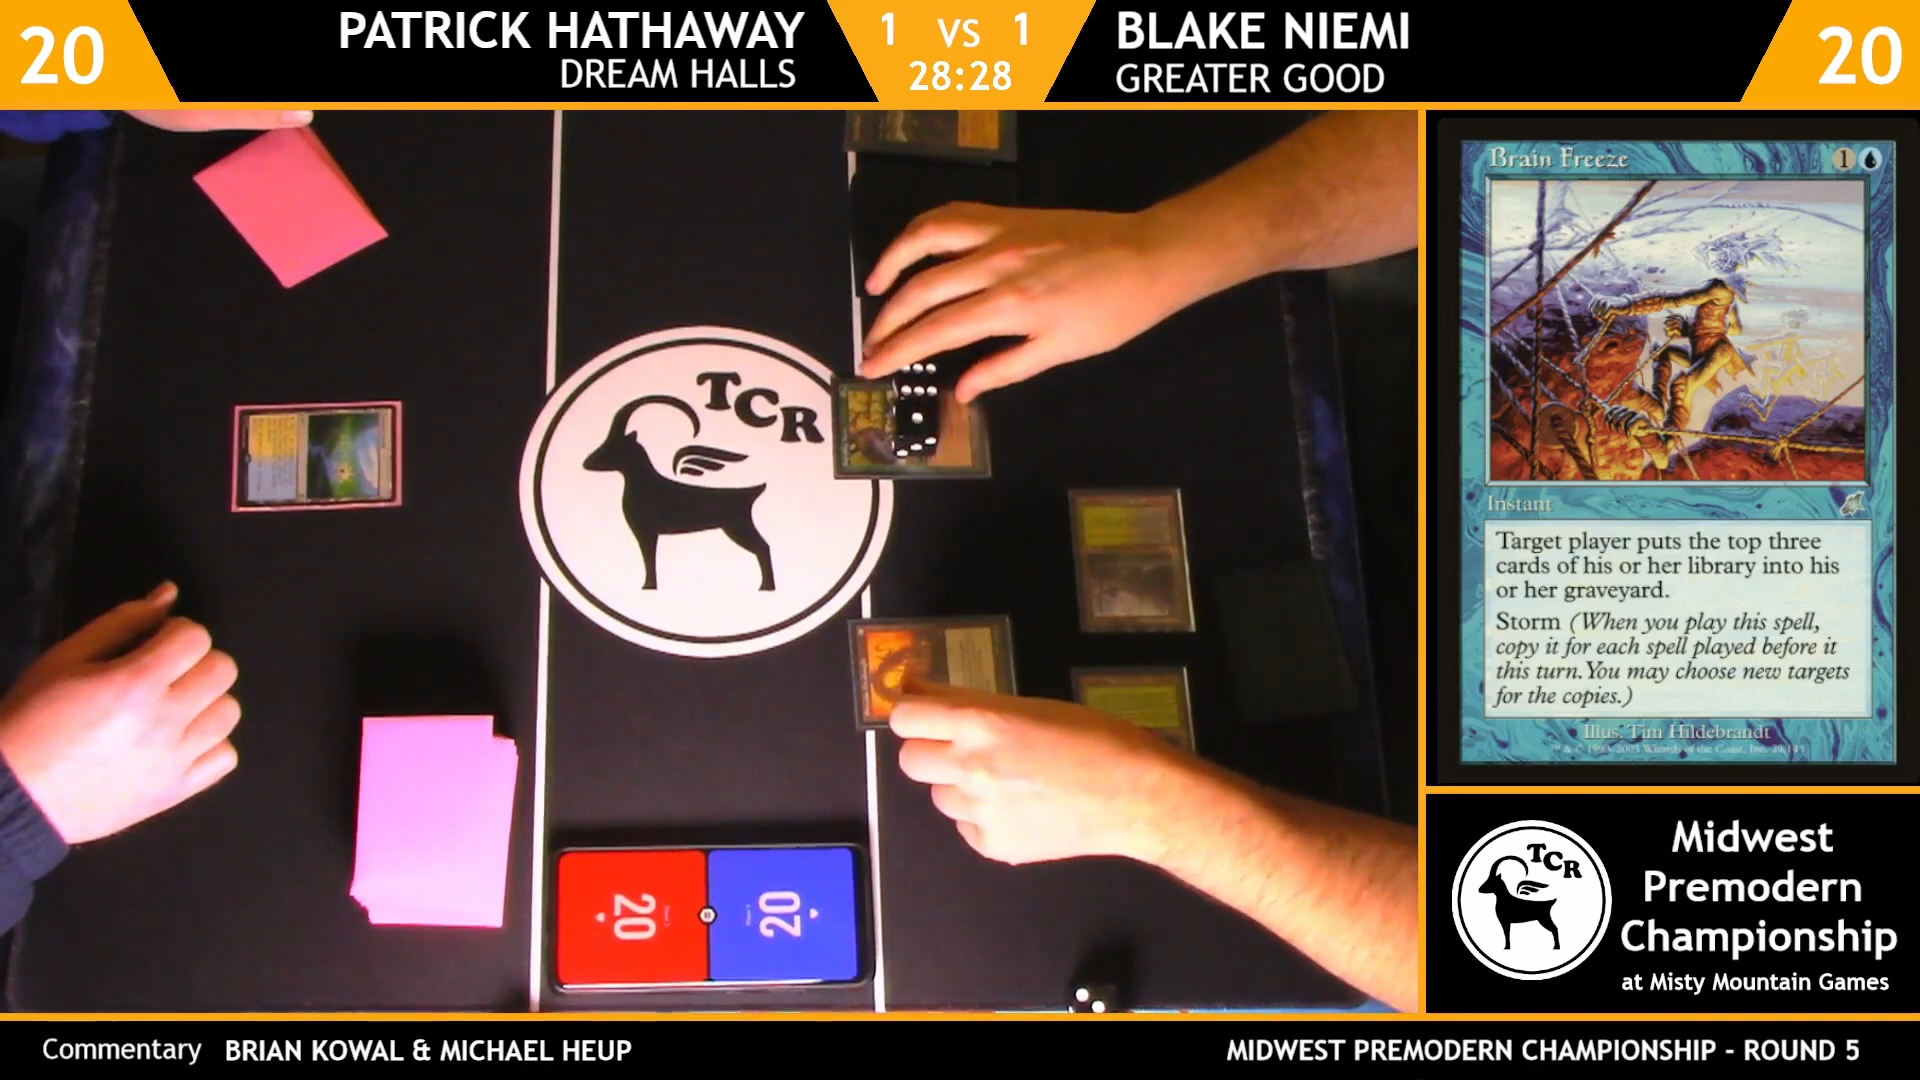 20
PATRICK HATHAWAY
DREAM HALLS
1 VS 1
28:28
BLAKE NIEMI
GREATER GOOD
20
TCR
20
20
Brain Freeze 1
Instant
Target player puts the top three
cards of his or her library into his
or her graveyard.
Storm (When you play this spell,
copy it for each spell played before it
this turn. You may choose new targets
for the copies.)
Illus. Tim Hildebrandt
TCR
Midwest
Premodern
Championship
at Misty Mountain Games
Commentary BRIAN KOWAL & MICHAEL HEUP
MIDWEST PREMODERN CHAMPIONSHIP - ROUND 5